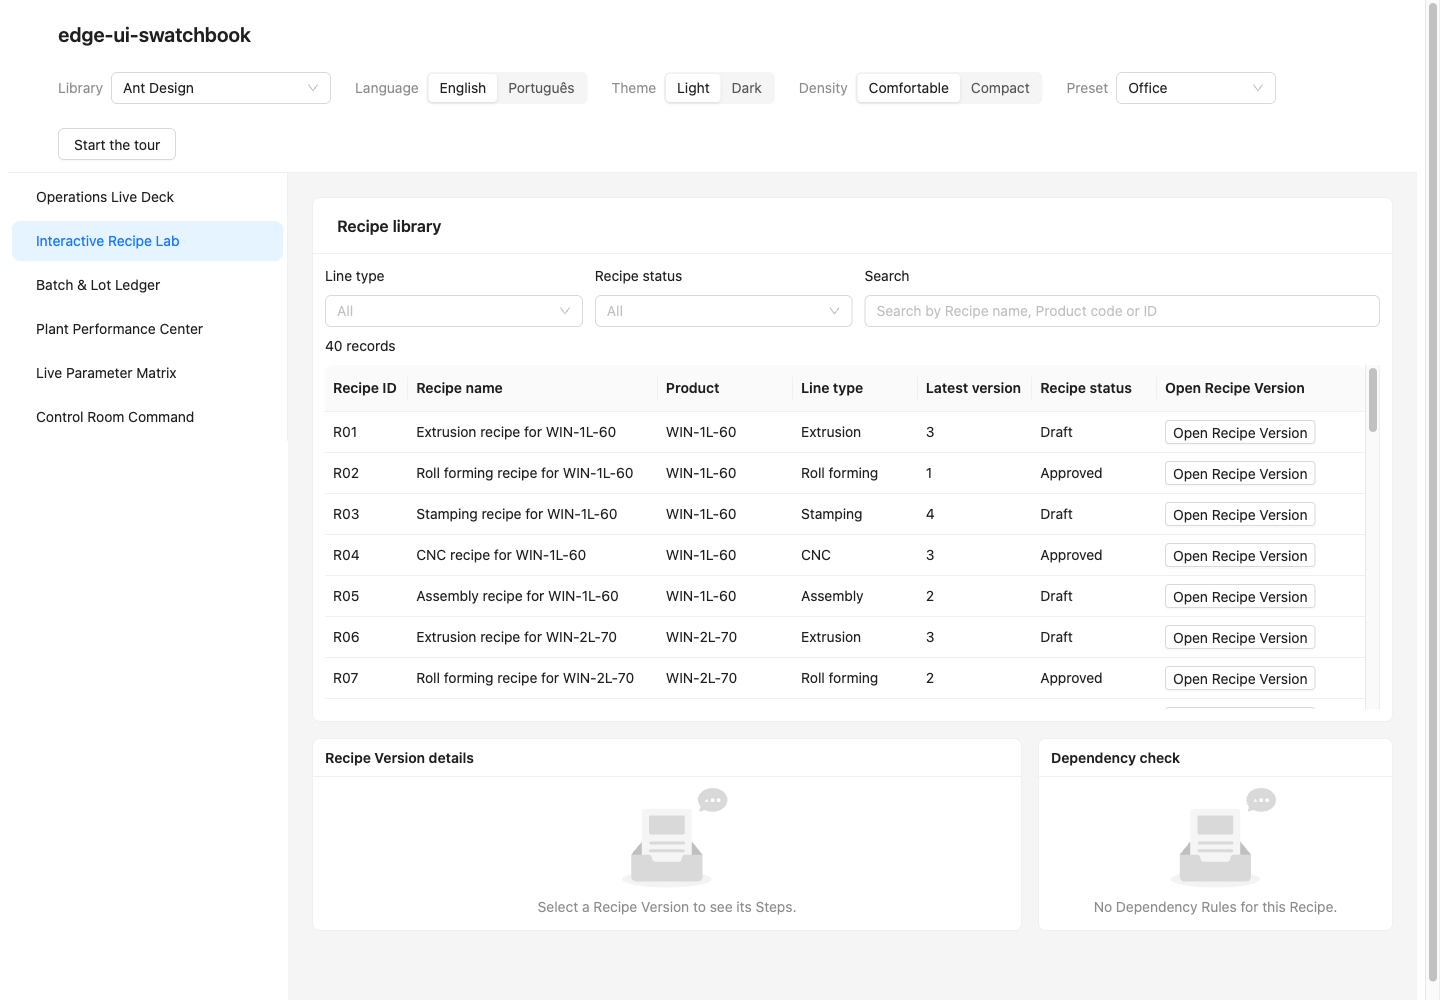 edge-ui-swatchbook
Library Ant Design Language English Português Theme Light Dark Density Comfortable Compact Preset Office
Start the tour
Operations Live Deck
Interactive Recipe Lab
Batch & Lot Ledger
Plant Performance Center
Live Parameter Matrix
Control Room Command
Recipe library
Line type Recipe status Search
All All Search by Recipe name, Product code or ID
40 records
Recipe ID Recipe name Product Line type Latest version Recipe status Open Recipe Version
R01 Extrusion recipe for WIN-1L-60 WIN-1L-60 Extrusion 3 Draft Open Recipe Version
R02 Roll forming recipe for WIN-1L-60 WIN-1L-60 Roll forming 1 Approved Open Recipe Version
R03 Stamping recipe for WIN-1L-60 WIN-1L-60 Stamping 4 Draft Open Recipe Version
R04 CNC recipe for WIN-1L-60 WIN-1L-60 CNC 3 Approved Open Recipe Version
R05 Assembly recipe for WIN-1L-60 WIN-1L-60 Assembly 2 Draft Open Recipe Version
R06 Extrusion recipe for WIN-2L-70 WIN-2L-70 Extrusion 3 Draft Open Recipe Version
R07 Roll forming recipe for WIN-2L-70 WIN-2L-70 Roll forming 2 Approved Open Recipe Version
Recipe Version details
Select a Recipe Version to see its Steps.
Dependency check
No Dependency Rules for this Recipe.